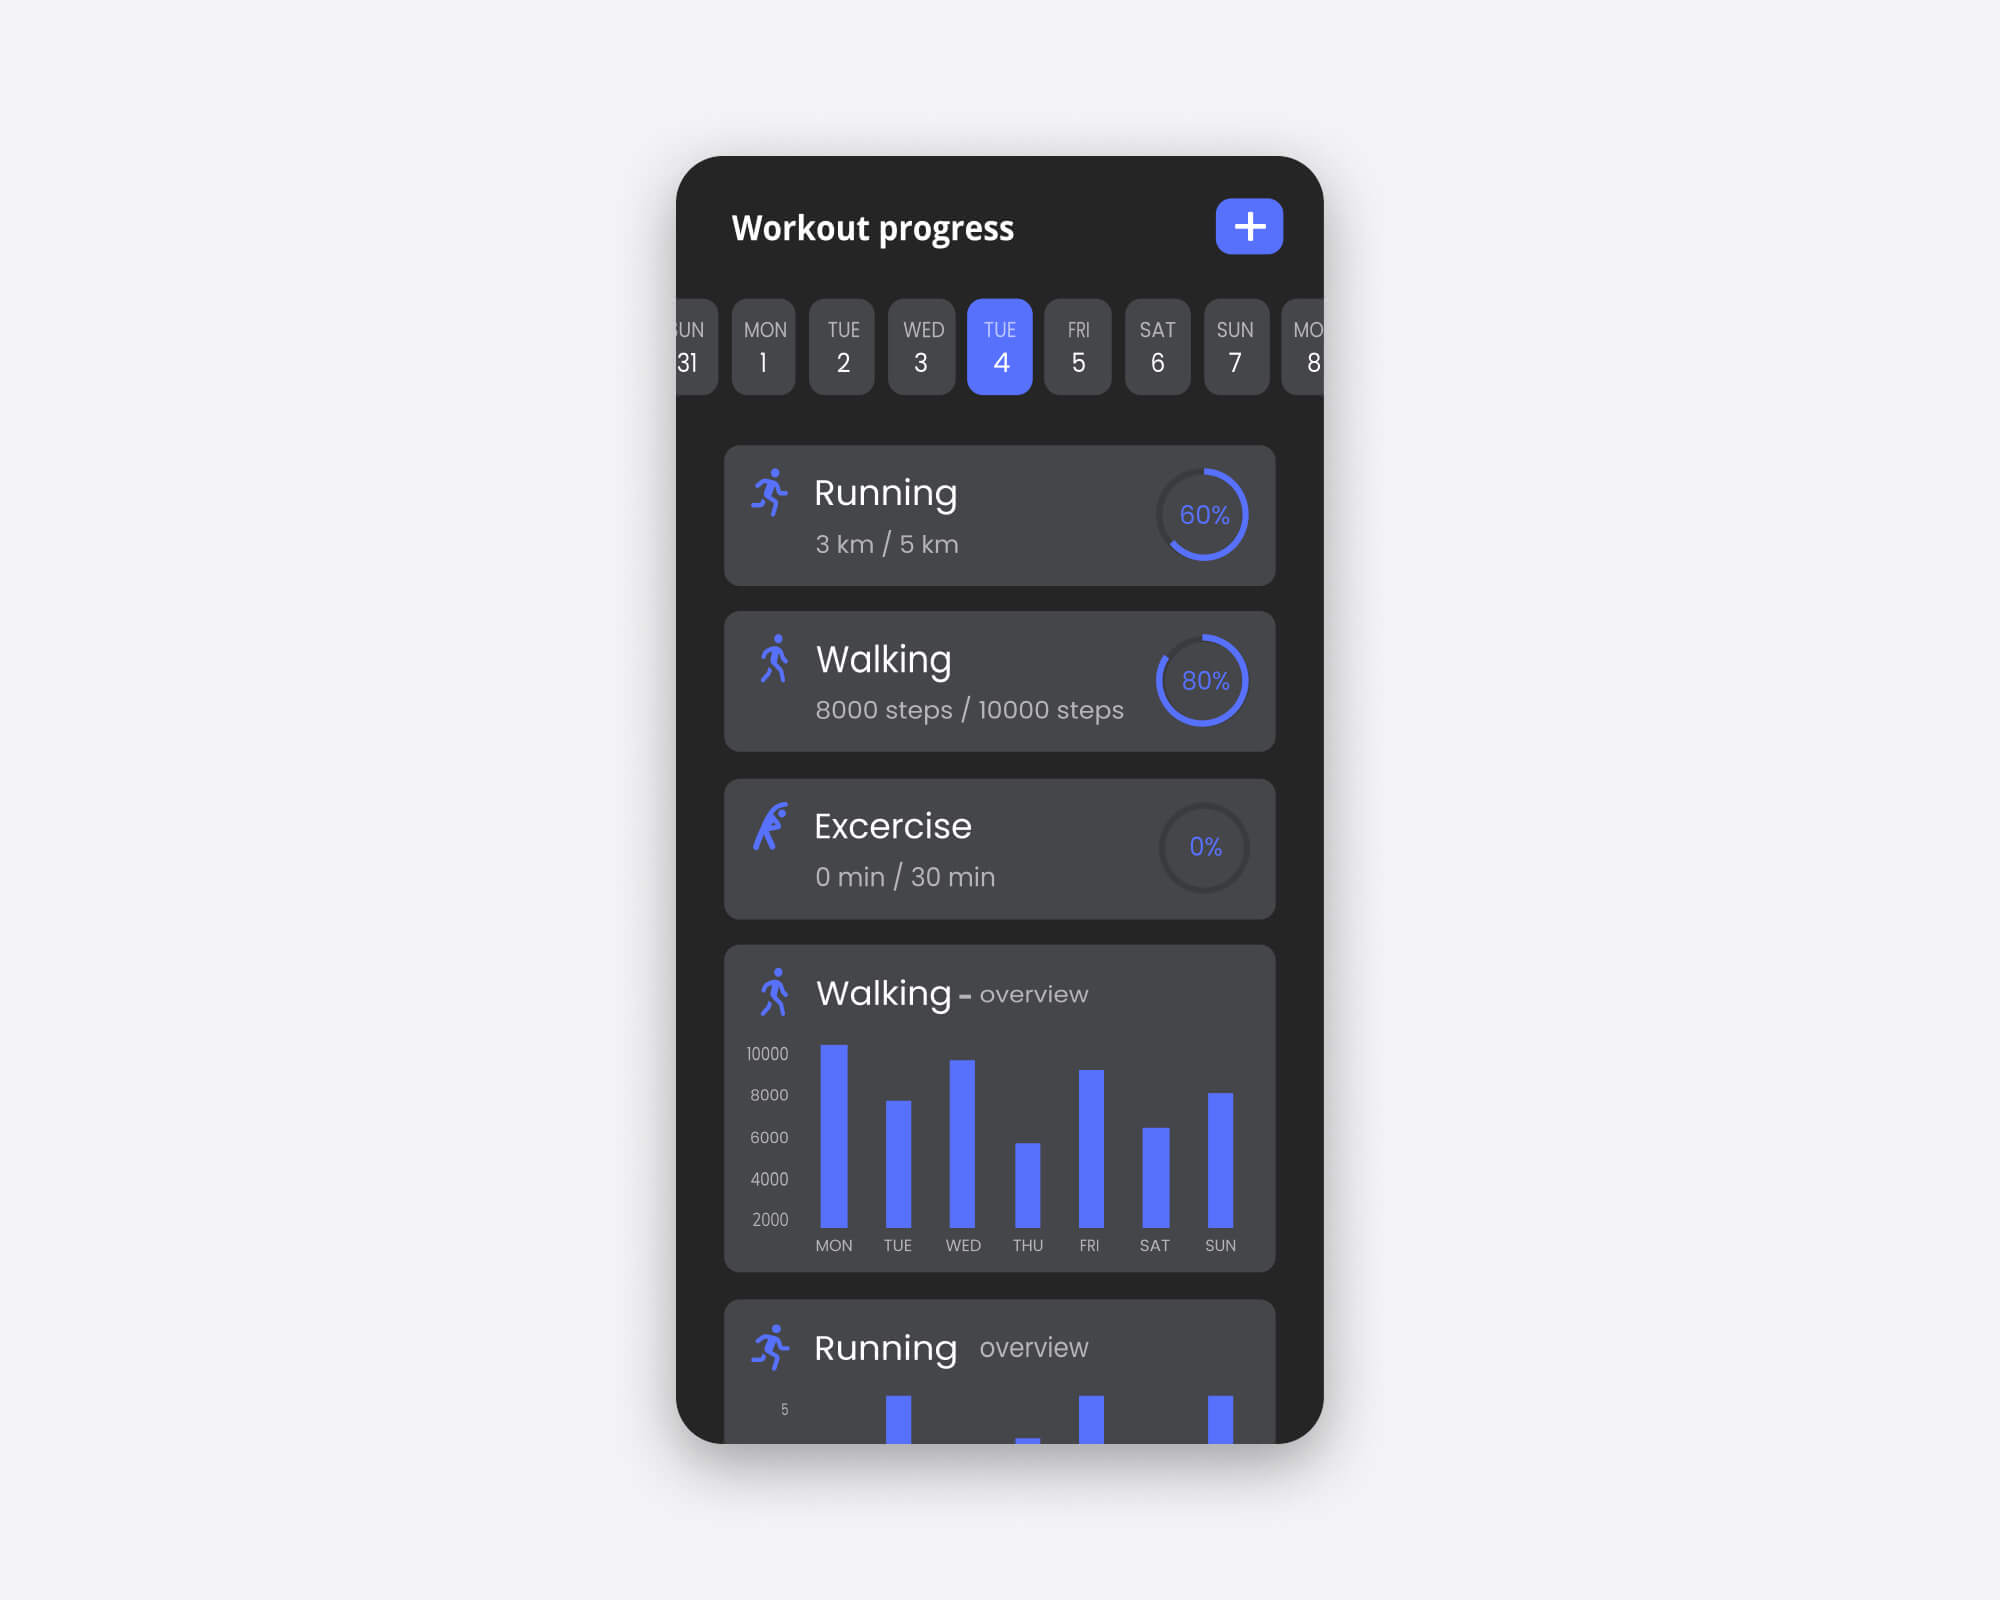 Workout progress
SUN MON TUE WED TUE FRI SAT SUN MO
31 1 2 3 4 5 6 7 8
Running
60%
3 km / 5 km
Walking
80%
8000 steps / 10000 steps
Excercise
0%
0 min / 30 min
Walking - overview
10000
8000
6000
4000
2000
MON TUE WED THU FRI SAT SUN
Running overview
5